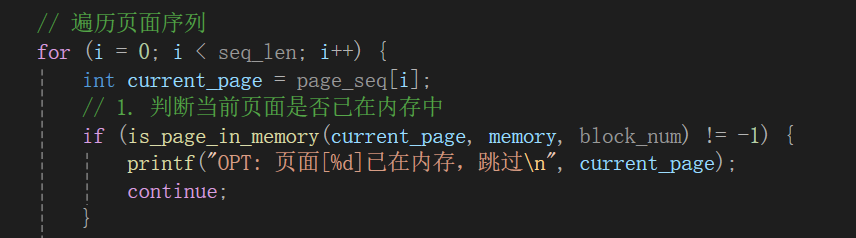 // 遍历页面序列
for (i = 0; i < seq_len; i++) {
int current_page = page_seq[i];
// 1. 判断当前页面是否已在内存中
if (is_page_in_memory(current_page, memory, block_num) != -1) {
printf("OPT: 页面[%d]已在内存，跳过\n", current_page);
continue;
}